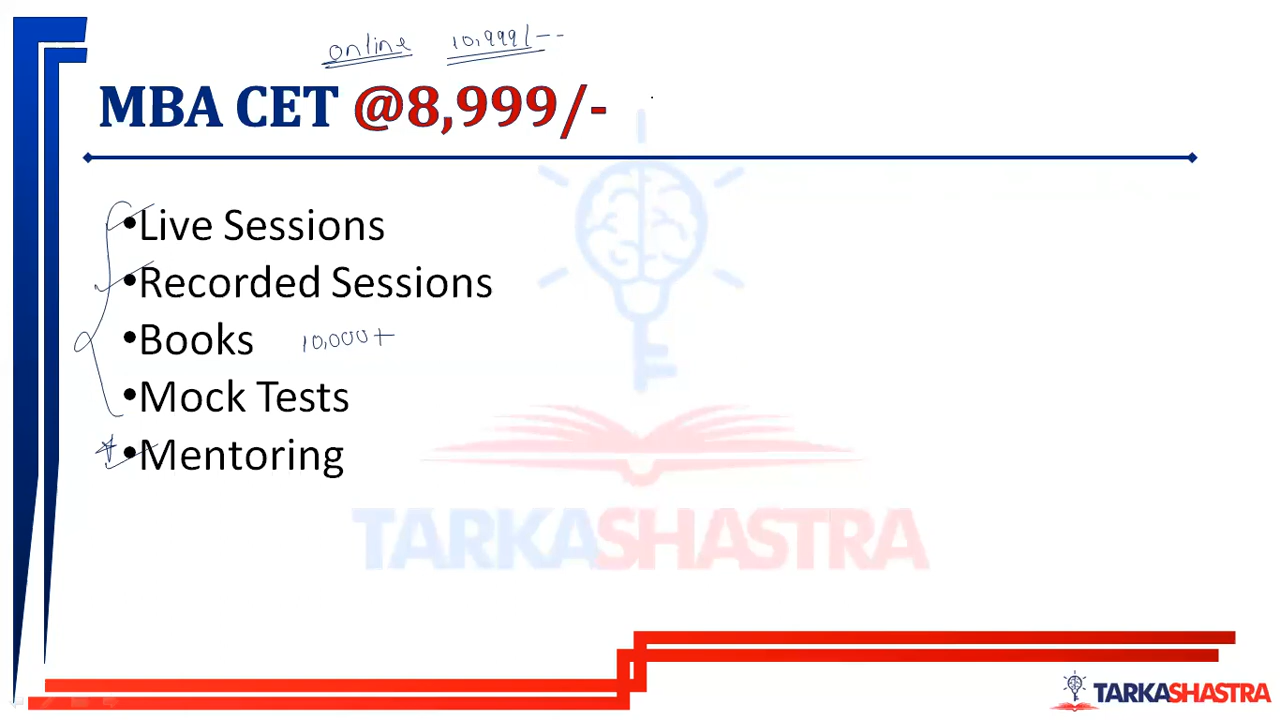 online 10,999/-
MBA CET @8,999/-
•Live Sessions
•Recorded Sessions
•Books 10,000+
•Mock Tests
•Mentoring
TARKASHASTRA
TARKASHASTRA